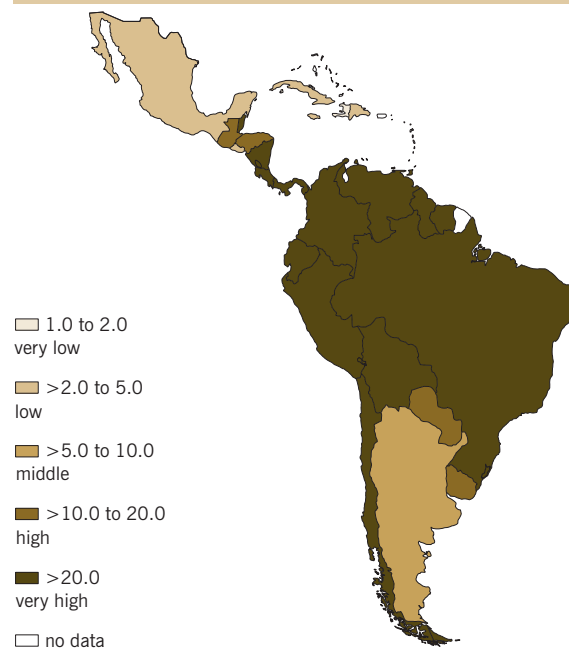 1.0 to 2.0
very low
>2.0 to 5.0
low
>5.0 to 10.0
middle
>10.0 to 20.0
high
>20.0
very high
no data